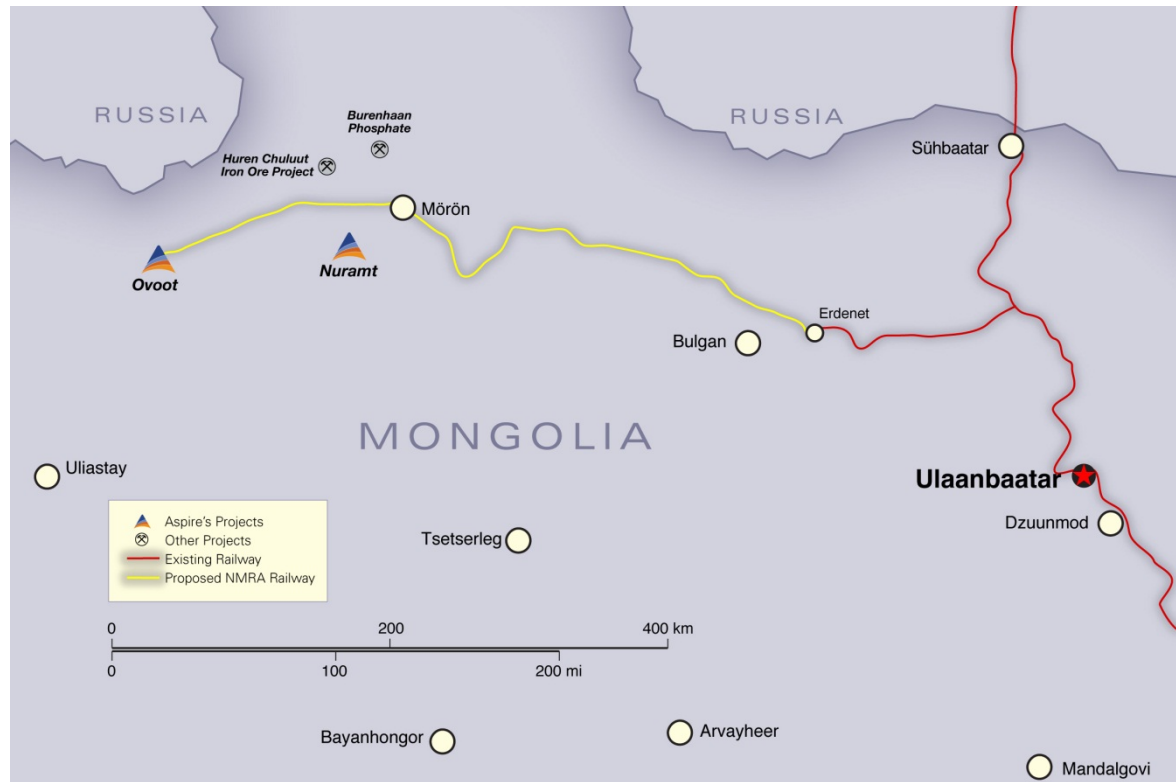 RUSSIA
RUSSIA
Burenhaan
Phosphate
Huren Chuluut
Iron Ore Project
Sühbaatar
Mörön
Ovoot
Nuramt
Erdenet
Bulgan
MONGOLIA
Uliastay
Ulaanbaatar
Aspire's Projects
Other Projects
Existing Railway
Proposed NMRA Railway
Tsetserleg
Dzuunmod
0 200 400 km
0 100 200 mi
Bayanhongor
Arvayheer
Mandalgovi